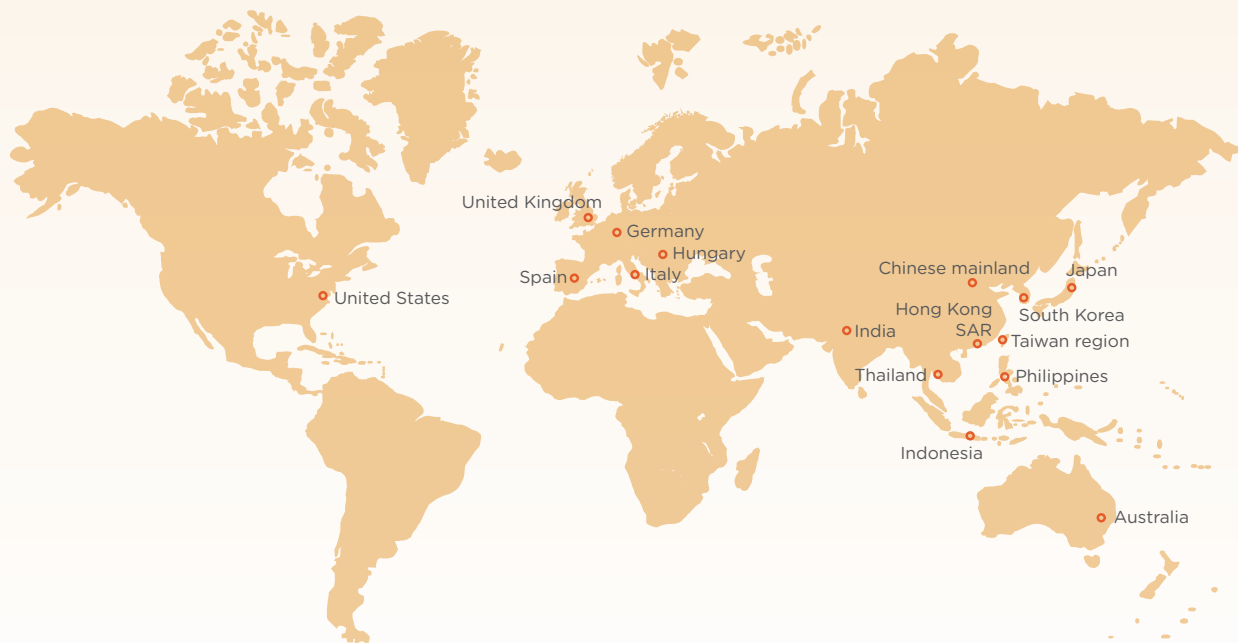 United Kingdom
Germany
Hungary
Spain
Italy
United States
Chinese mainland
Japan
Hong Kong
SAR
South Korea
India
Taiwan region
Thailand
Philippines
Indonesia
Australia